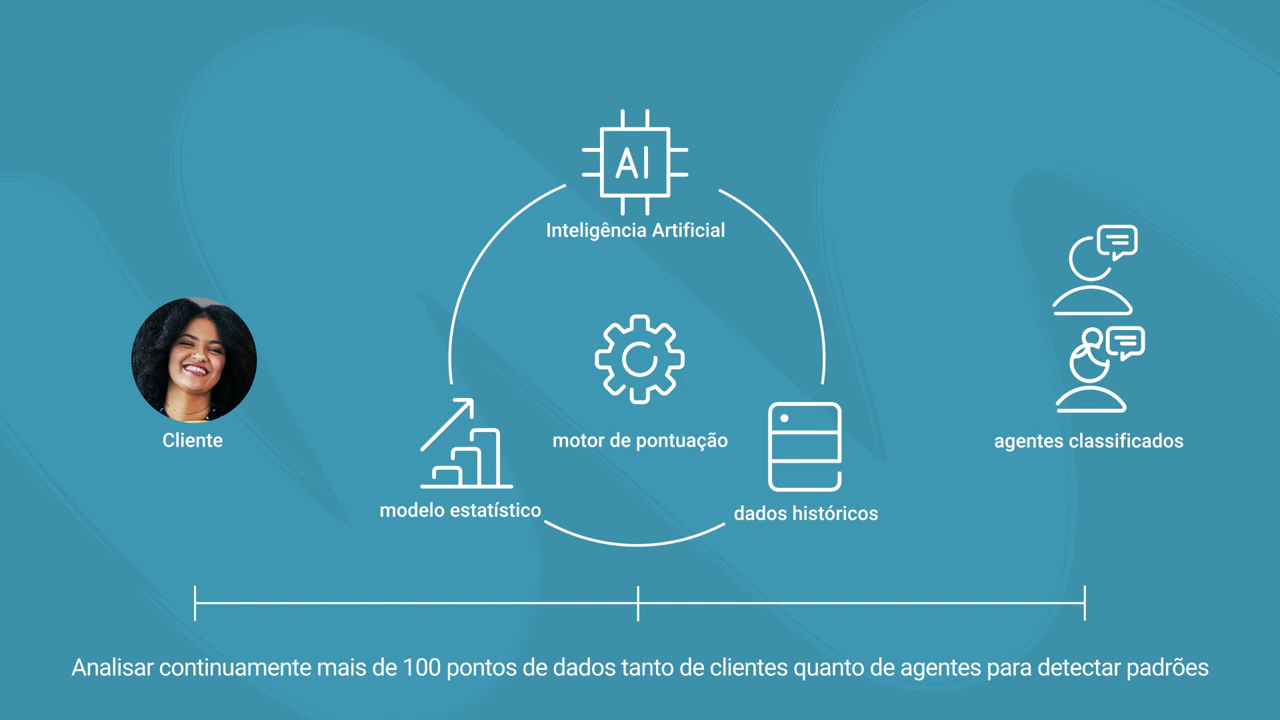 AI
Inteligência Artificial
Cliente
motor de pontuação
agentes classificados
modelo estatístico
dados históricos
Analisar continuamente mais de 100 pontos de dados tanto de clientes quanto de agentes para detectar padrões